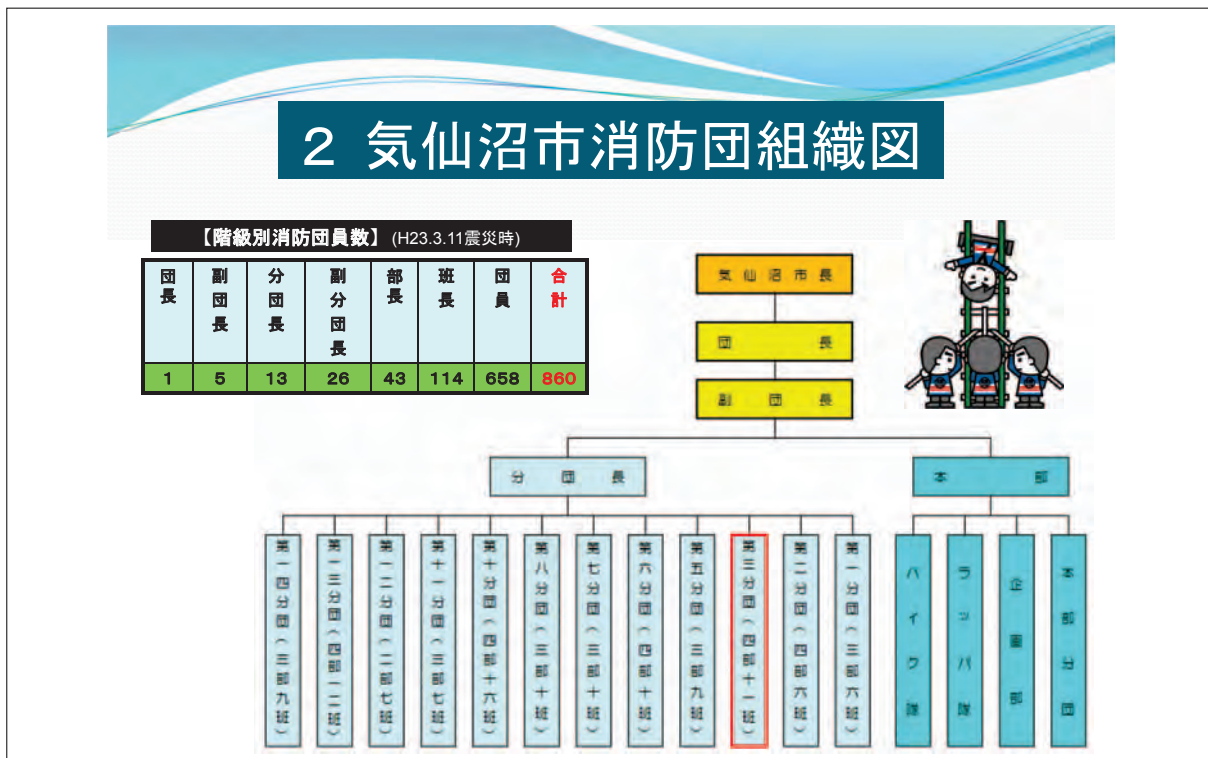 ２ 気仙沼市消防団組織図
【階級別消防団員数】 (H23.3.11震災時)
団長 副団長 分団長 副分団長 部長 班長 団員 合計
1 5 13 26 43 114 658 860
気仙沼市長
団長
副団長
分団長 本部
第一四分団(三部九班)
第一三分団(四部一二班)
第一二分団(二部七班)
第十一分団(三部七班)
第十分団(四部十六班)
第八分団(三部十班)
第七分団(三部十班)
第六分団(四部十班)
第五分団(三部九班)
第三分団(四部十一班)
第二分団(四部六班)
第一分団(三部六班)
バイク隊
ラッパ隊
企画部
本部分団